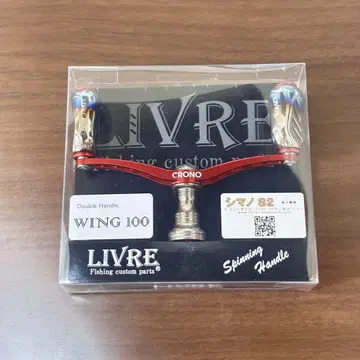 LIVRE
Fishing custom parts
CRONO
Double Handle
WING 100
シマノ S2
LIVRE®
Fishing custom parts
Spinning
Handle